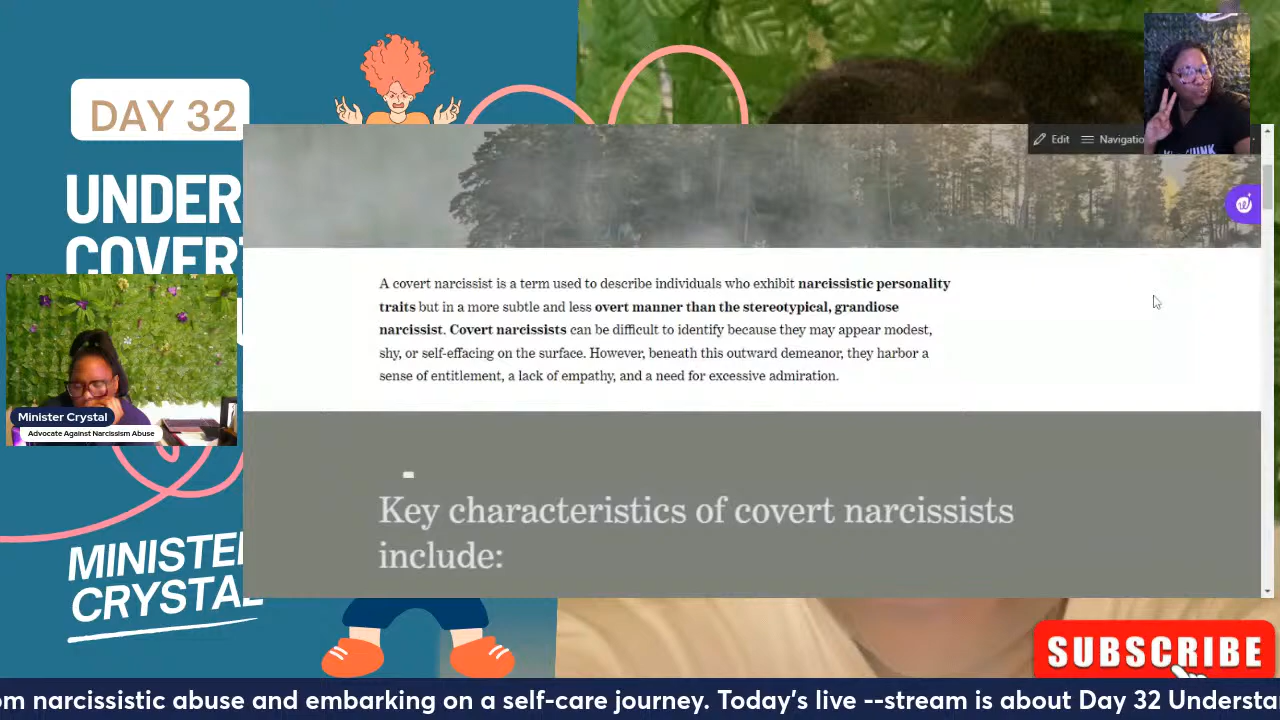 DAY 32
UNDER
COVERT
Edit
Navigatio
A covert narcissist is a term used to describe individuals who exhibit narcissistic personality
traits but in a more subtle and less overt manner than the stereotypical, grandiose
narcissist. Covert narcissists can be difficult to identify because they may appear modest,
shy, or self-effacing on the surface. However, beneath this outward demeanor, they harbor a
sense of entitlement, a lack of empathy, and a need for excessive admiration.
Minister Crystal
Advocate Against Narcissism Abuse
Key characteristics of covert narcissists
include:
MINISTER
CRYSTAL
SUBSCRIBE
om narcissistic abuse and embarking on a self-care journey. Today's live --stream is about Day 32 Understa